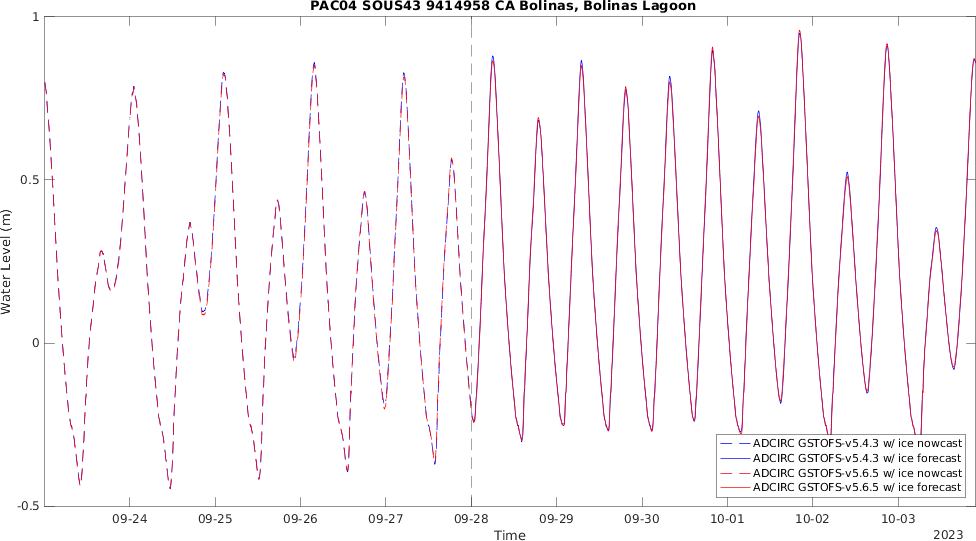 PAC04 SOUS43 9414958 CA Bolinas, Bolinas Lagoon
1
0.5
0
-0.5
Water Level (m)
ADCIRC GSTOFS-v5.4.3 w/ ice nowcast
ADCIRC GSTOFS-v5.4.3 w/ ice forecast
ADCIRC GSTOFS-v5.6.5 w/ ice nowcast
ADCIRC GSTOFS-v5.6.5 w/ ice forecast
09-24 09-25 09-26 09-27 09-28 09-29 09-30 10-01 10-02 10-03
Time
2023